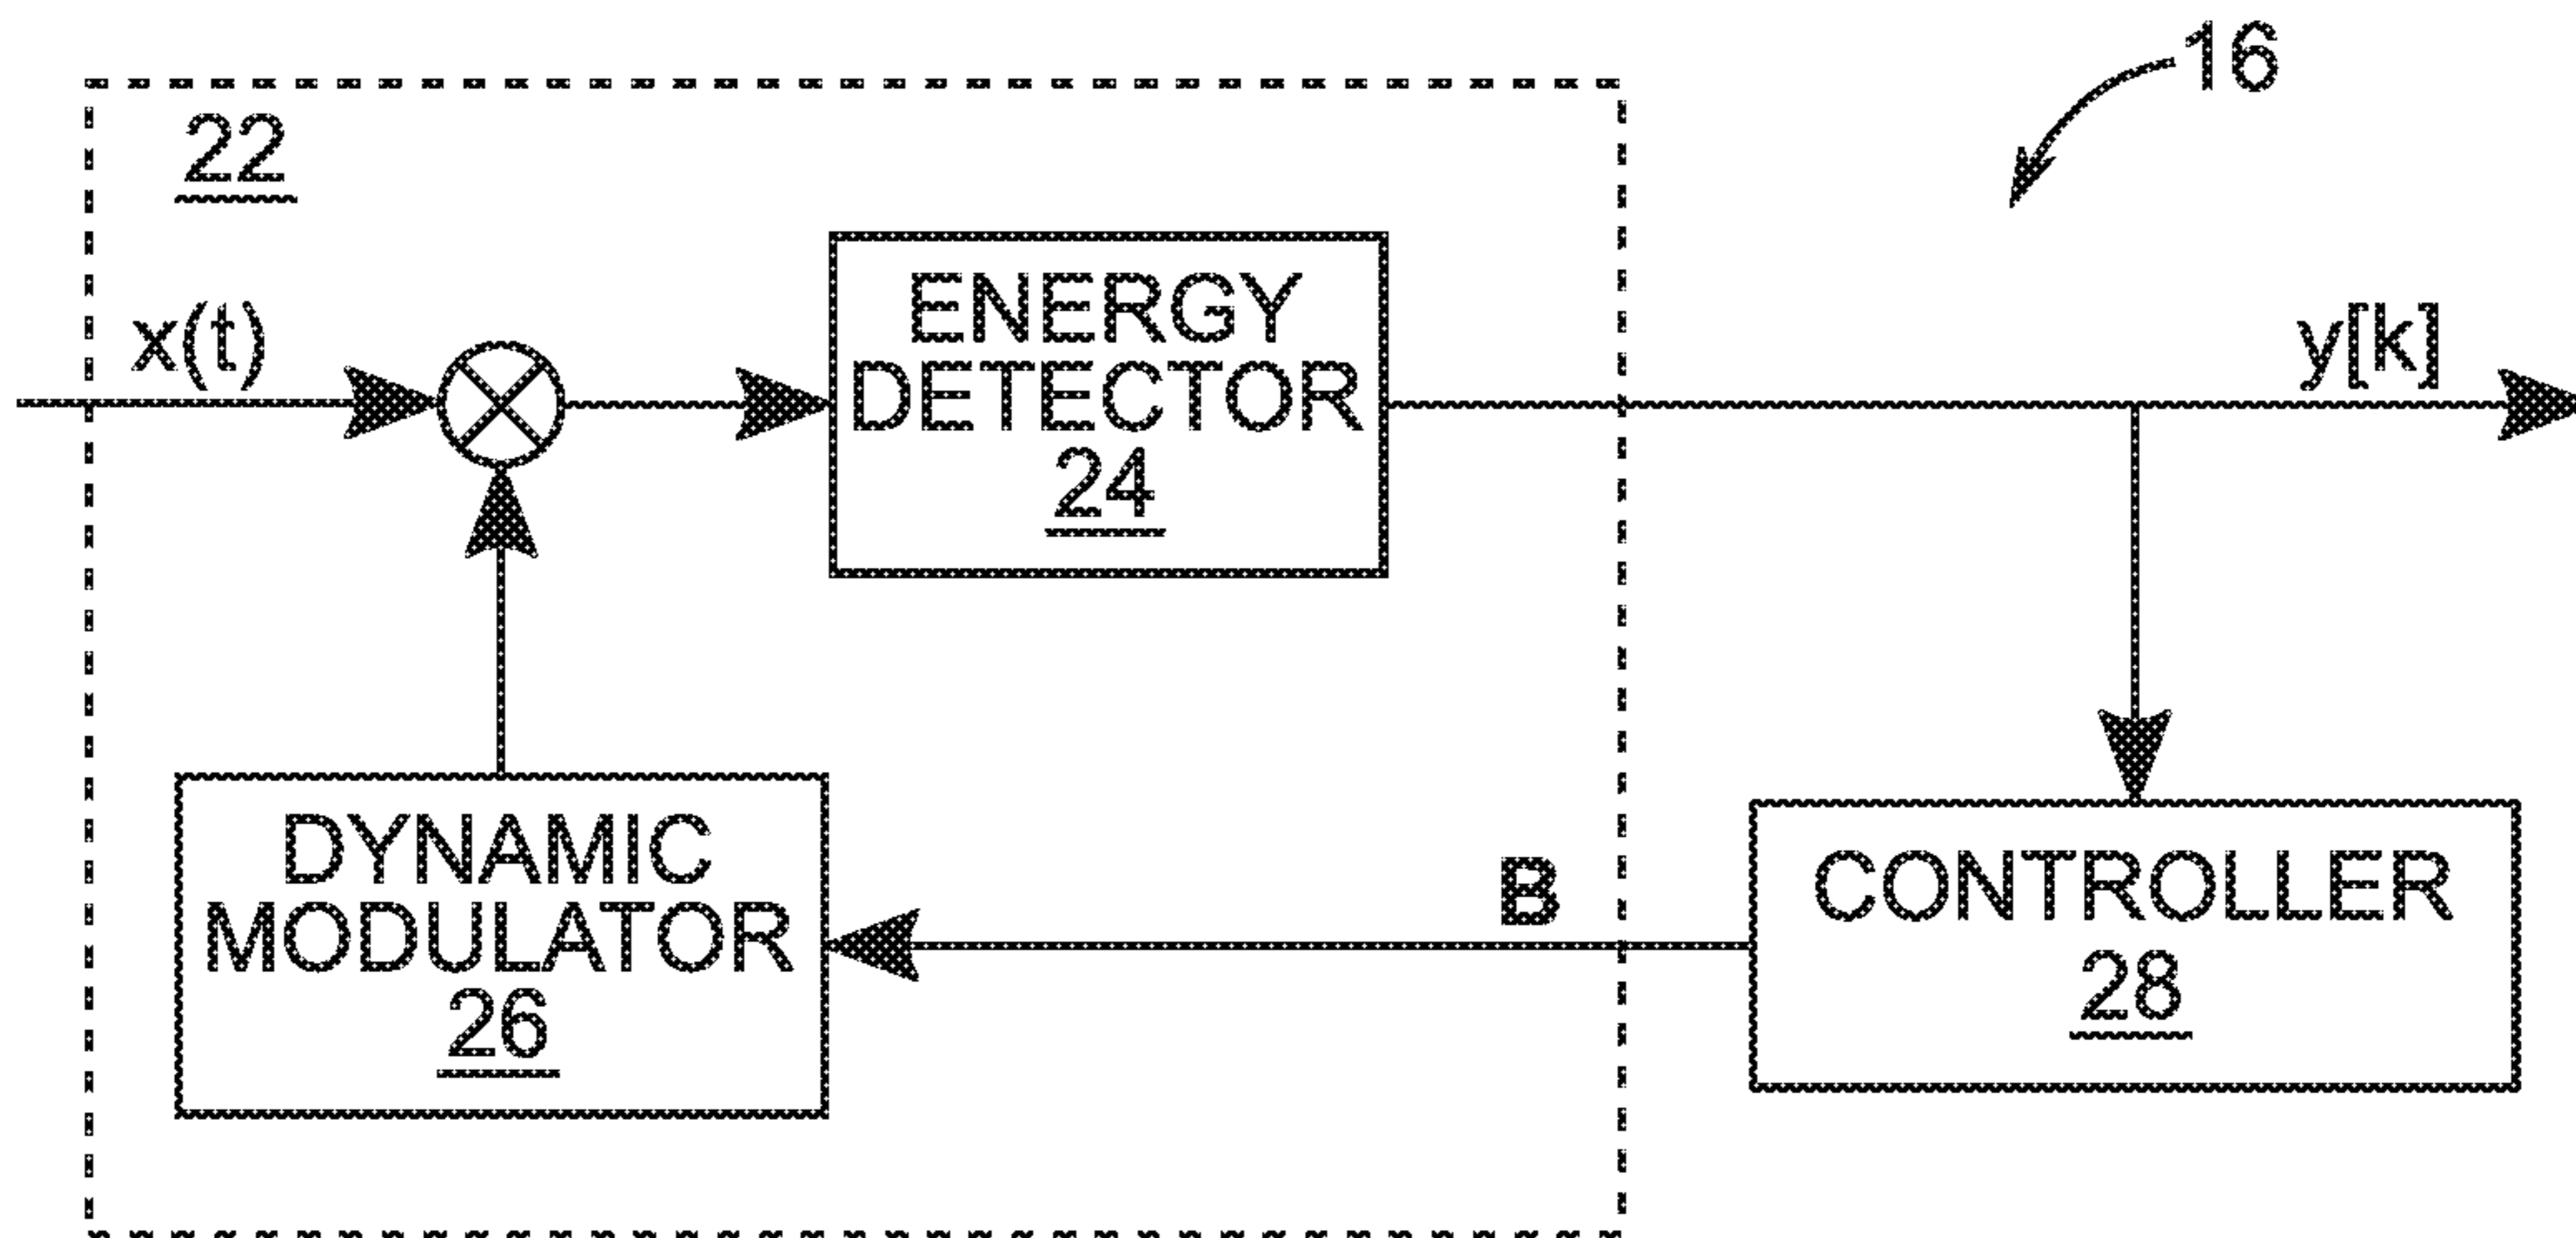 16
22
x(t)
ENERGY
DETECTOR
24
y[k]
DYNAMIC
MODULATOR
26
B
CONTROLLER
28